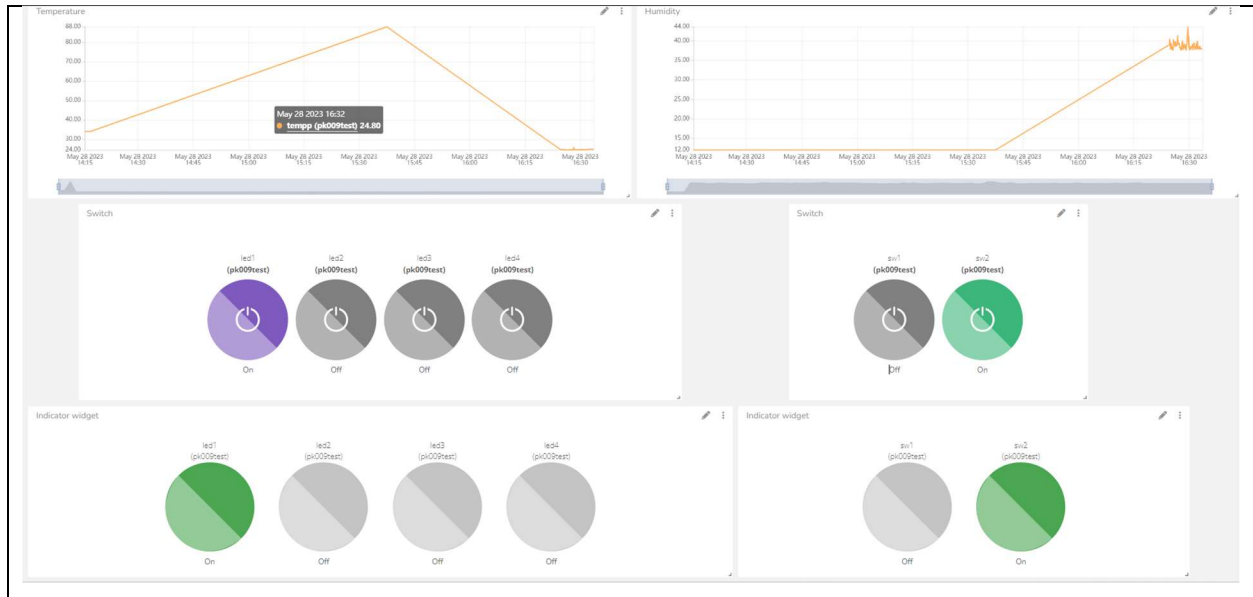 Temperature
88.00
80.00
70.00
60.00
50.00
40.00
30.00
24.00
May 28 2023 16:32
tempp (pk009test) 24.80
May 28 2023 May 28 2023 May 28 2023 May 28 2023 May 28 2023 May 28 2023 May 28 2023 May 28 2023 May 28 2023 May 28 2023
14:15 14:30 14:45 15:00 15:15 15:30 15:45 16:00 16:15 16:30
Humidity
44.00
40.00
35.00
30.00
25.00
20.00
15.00
12.00
May 28 2023 May 28 2023 May 28 2023 May 28 2023 May 28 2023 May 28 2023 May 28 2023 May 28 2023 May 28 2023 May 28 2023
14:15 14:30 14:45 15:00 15:15 15:30 15:45 16:00 16:15 16:30
Switch
led1 led2 led3 led4
(pk009test) (pk009test) (pk009test) (pk009test)
On Off Off Off
Switch
sw1 sw2
(pk009test) (pk009test)
Off On
Indicator widget
led1 led2 led3 led4
(pk009test) (pk009test) (pk009test) (pk009test)
On Off Off Off
Indicator widget
sw1 sw2
(pk009test) (pk009test)
Off On